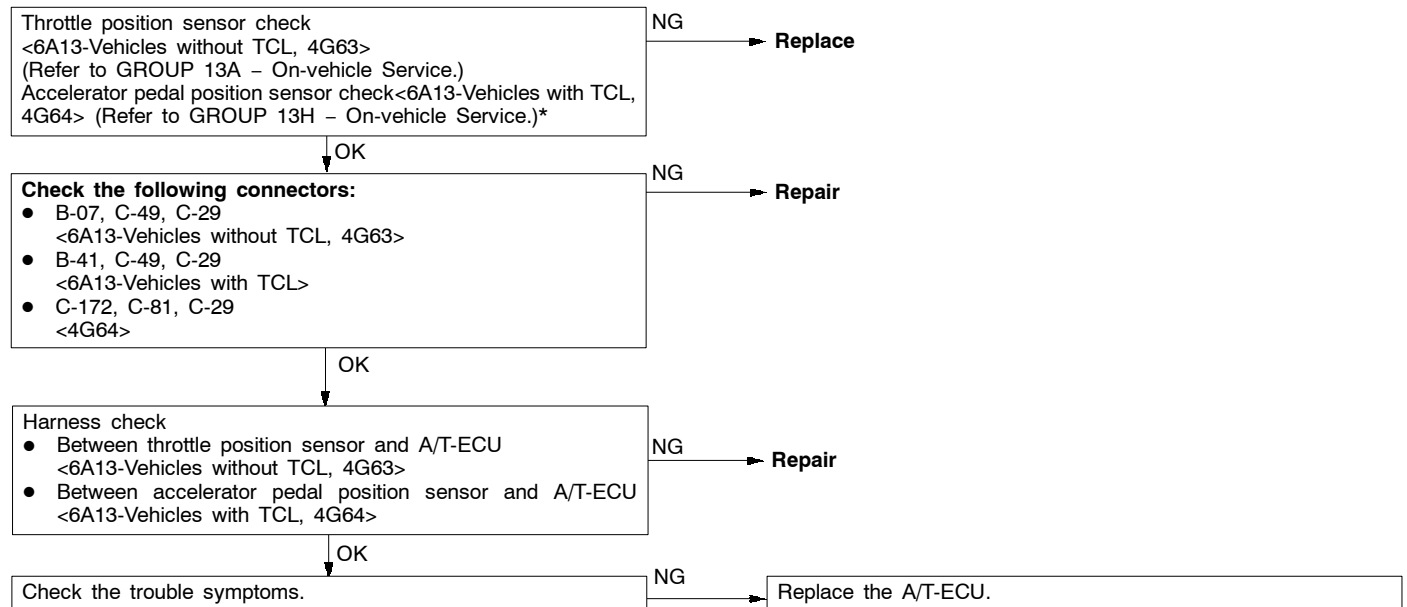 Throttle position sensor check
<6A13-Vehicles without TCL, 4G63>
(Refer to GROUP 13A – On-vehicle Service.)
Accelerator pedal position sensor check<6A13-Vehicles with TCL,
4G64> (Refer to GROUP 13H – On-vehicle Service.)*
NG
Replace
OK
Check the following connectors:
● B-07, C-49, C-29
<6A13-Vehicles without TCL, 4G63>
● B-41, C-49, C-29
<6A13-Vehicles with TCL>
● C-172, C-81, C-29
<4G64>
NG
Repair
OK
Harness check
● Between throttle position sensor and A/T-ECU
<6A13-Vehicles without TCL, 4G63>
● Between accelerator pedal position sensor and A/T-ECU
<6A13-Vehicles with TCL, 4G64>
NG
Repair
OK
Check the trouble symptoms.
NG
Replace the A/T-ECU.